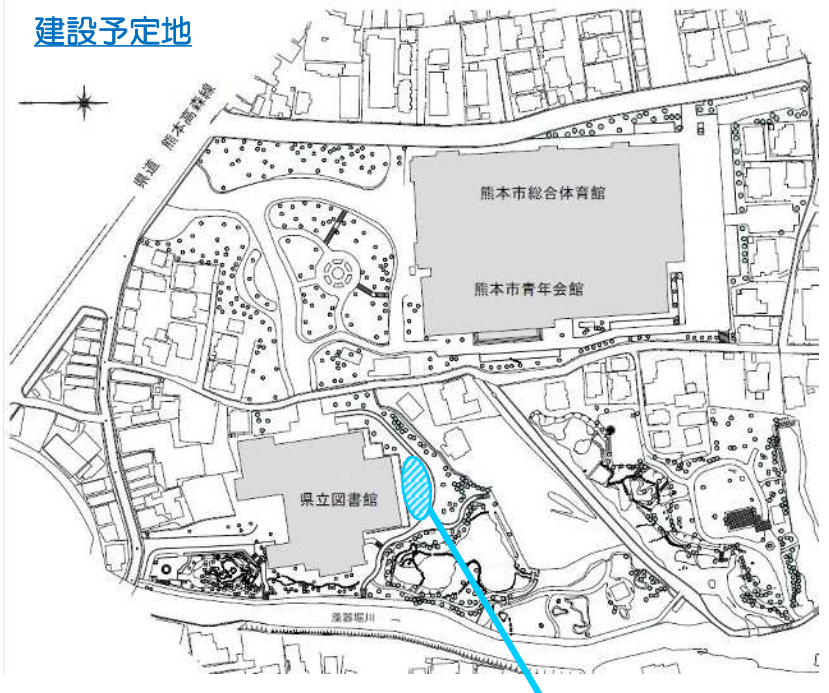 建設予定地
県道 熊本高森線
熊本市総合体育館
熊本市青年会館
県立図書館
藻器堀川